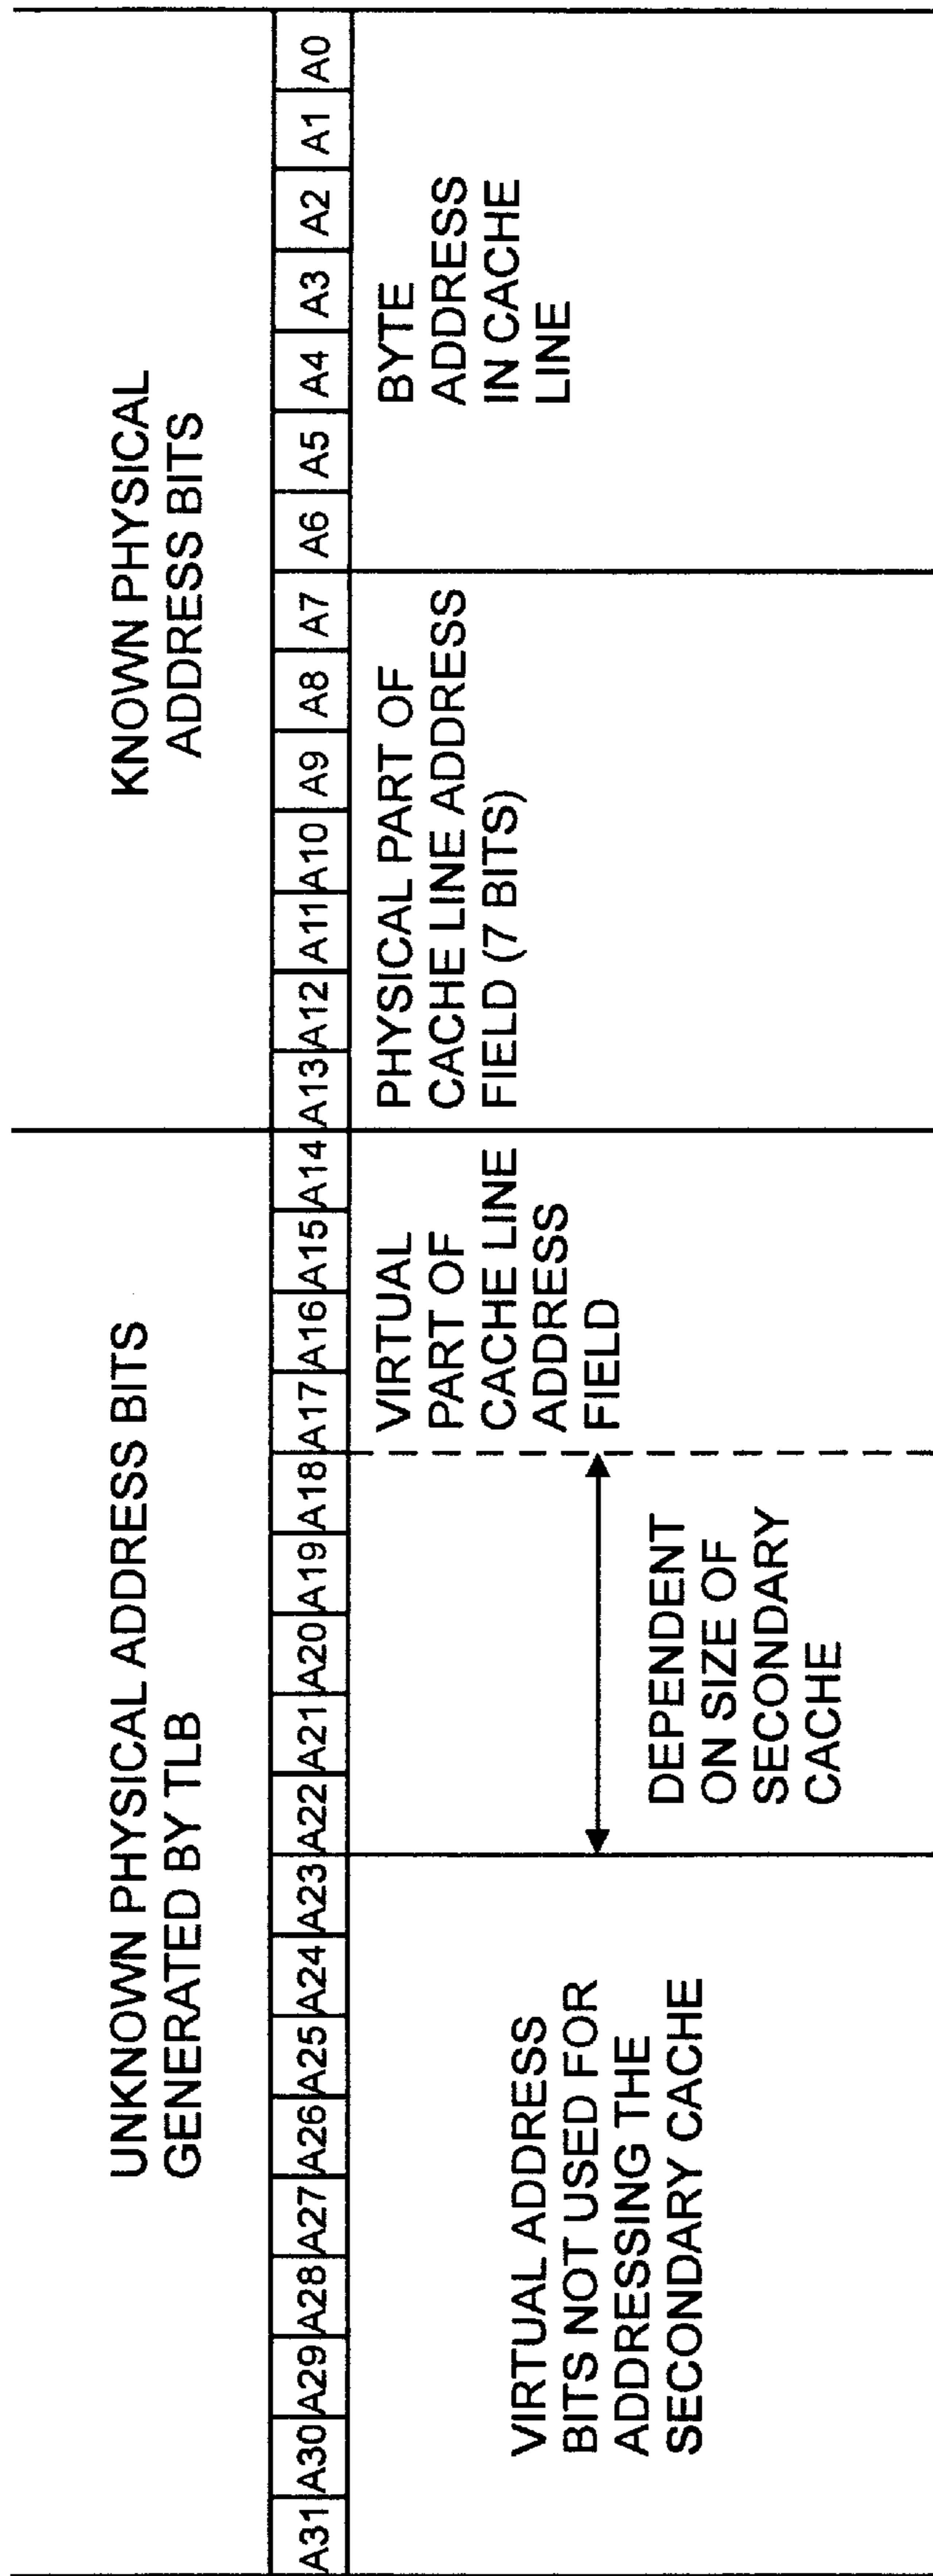 UNKNOWN PHYSICAL ADDRESS BITS
GENERATED BY TLB
KNOWN PHYSICAL
ADDRESS BITS
A31 A30 A29 A28 A27 A26 A25 A24 A23 A22 A21 A20 A19 A18 A17 A16 A15 A14 A13 A12 A11 A10 A9 A8 A7 A6 A5 A4 A3 A2 A1 A0
VIRTUAL ADDRESS
BITS NOT USED FOR
ADDRESSING THE
SECONDARY CACHE
DEPENDENT
ON SIZE OF
SECONDARY
CACHE
VIRTUAL
PART OF
CACHE LINE
ADDRESS
FIELD
PHYSICAL PART OF
CACHE LINE ADDRESS
FIELD (7 BITS)
BYTE
ADDRESS
IN CACHE
LINE